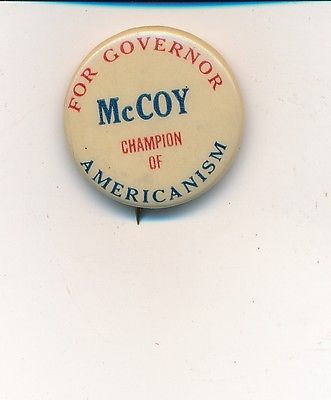 FOR GOVERNOR
McCOY
CHAMPION
OF
AMERICANISM